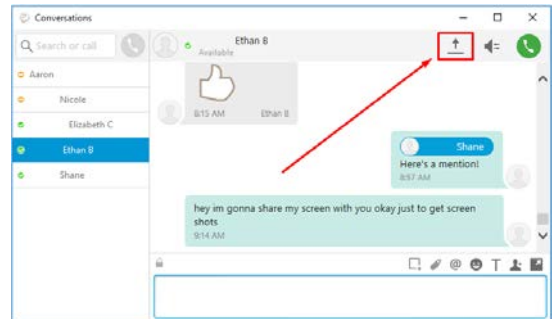 Conversations
Search or call
Ethan B
Available
Aaron
Nicole
Elizabeth C
Ethan B
Shane
8:15 AM Ethan B
Shane
Here's a mention!
8:57 AM
hey im gonna share my screen with you okay just to get screen
shots
9:14 AM
@
T